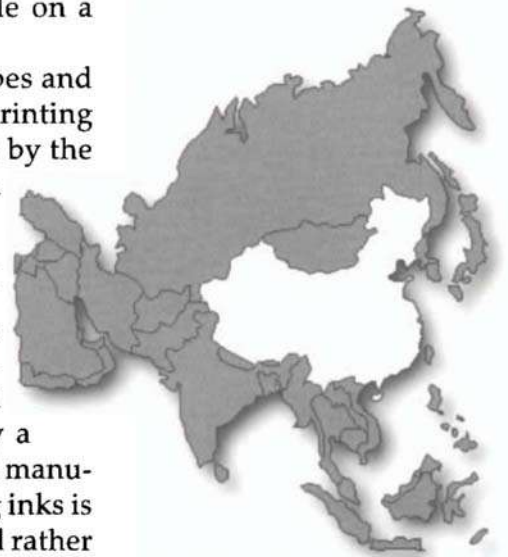 le on a
pes and
rinting
by the
y a
manu-
inks is
l rather